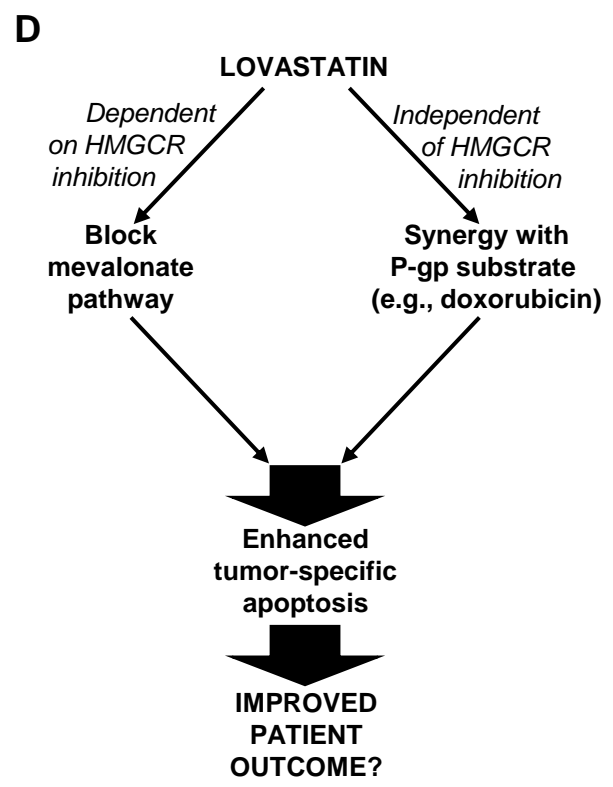 D
LOVASTATIN
Dependent
on HMGCR
inhibition
Independent
of HMGCR
inhibition
Block
mevalonate
pathway
Synergy with
P-gp substrate
(e.g., doxorubicin)
Enhanced
tumor-specific
apoptosis
IMPROVED
PATIENT
OUTCOME?